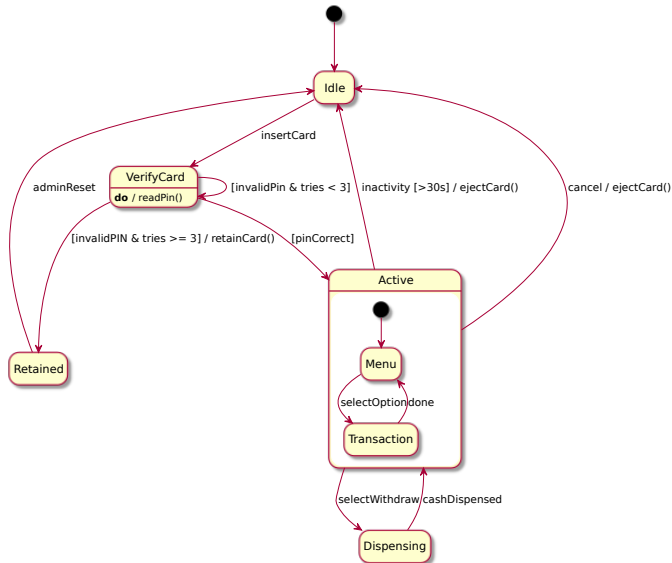 Idle
insertCard
VerifyCard
do / readPin()
[invalidPin & tries < 3]
inactivity [>30s] / ejectCard()
cancel / ejectCard()
adminReset
[invalidPIN & tries >= 3] / retainCard()
[pinCorrect]
Active
Retained
Menu
selectOption
done
Transaction
selectWithdraw
cashDispensed
Dispensing